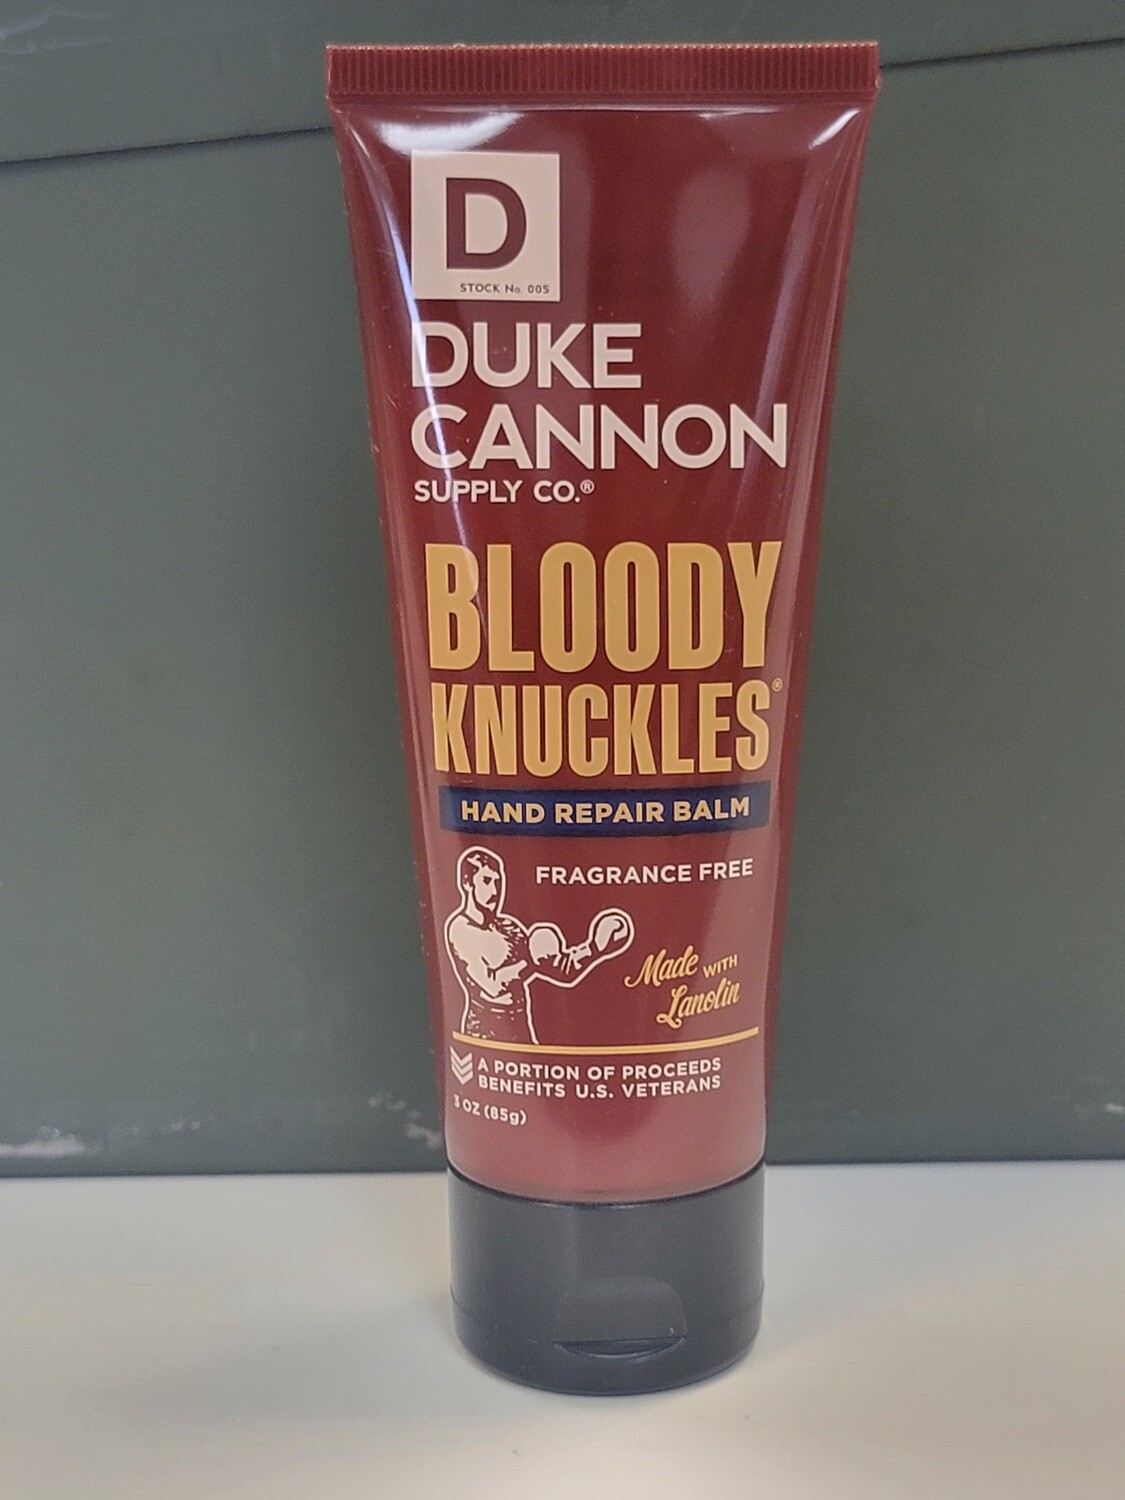 D
STOCK No. 005
DUKE
CANNON
SUPPLY CO.®
BLOODY
KNUCKLES®
HAND REPAIR BALM
FRAGRANCE FREE
Made WITH
Lanolin
A PORTION OF PROCEEDS
BENEFITS U.S. VETERANS
3 OZ (85g)